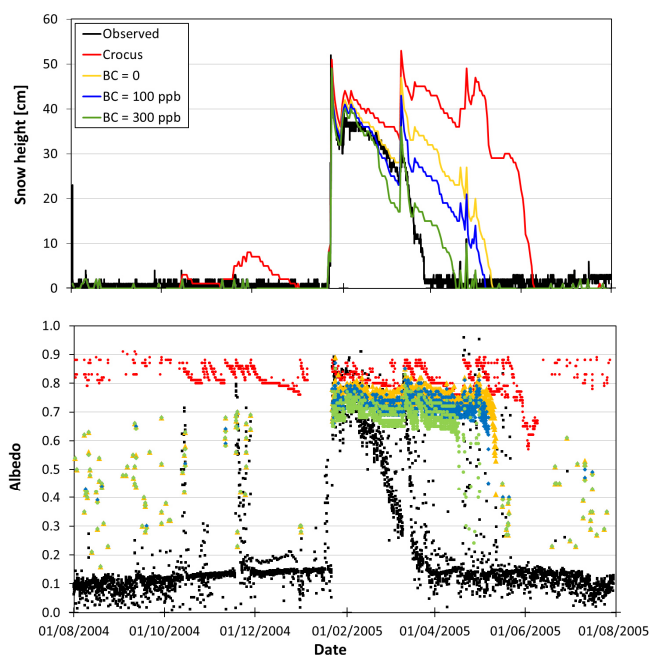 60
50
40
30
20
10
0
Snow height [cm]
Observed
Crocus
BC = 0
BC = 100 ppb
BC = 300 ppb
1.0
0.9
0.8
0.7
0.6
0.5
0.4
0.3
0.2
0.1
0.0
Albedo
01/08/2004 01/10/2004 01/12/2004 01/02/2005 01/04/2005 01/06/2005 01/08/2005
Date